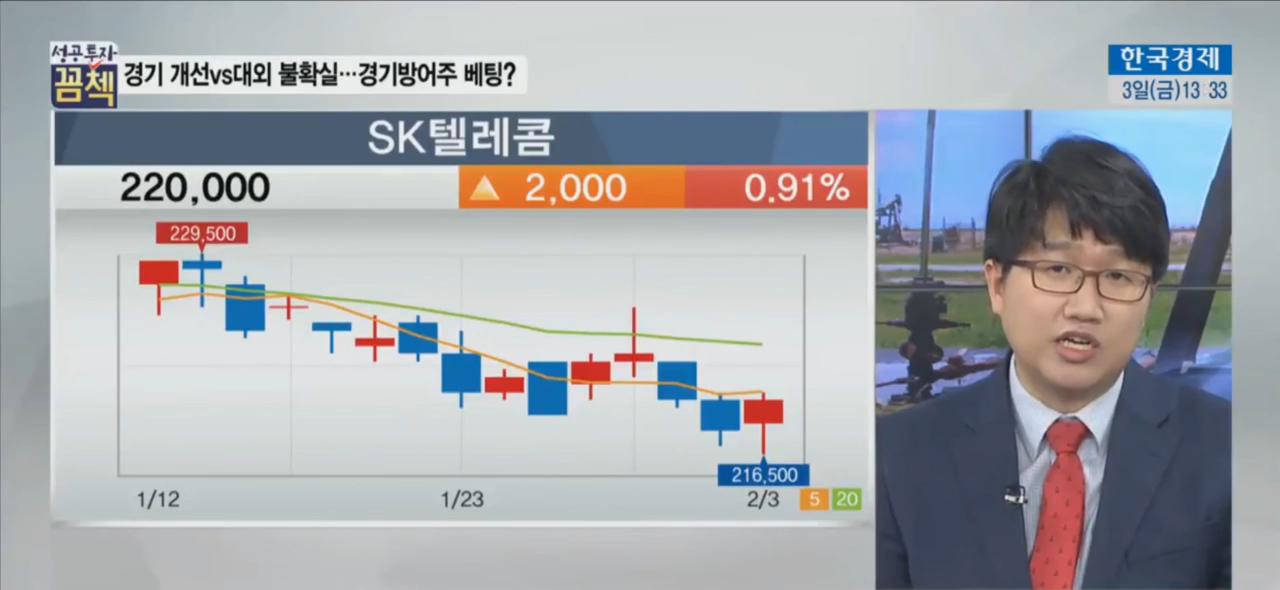 성공투자
꼼첵
경기 개선vs대외 불확실…경기방어주 베팅?
한국경제
3일(금)13 33
SK텔레콤
220,000 ▲ 2,000 0.91%
229,500
216,500
1/12 1/23 2/3 5 20